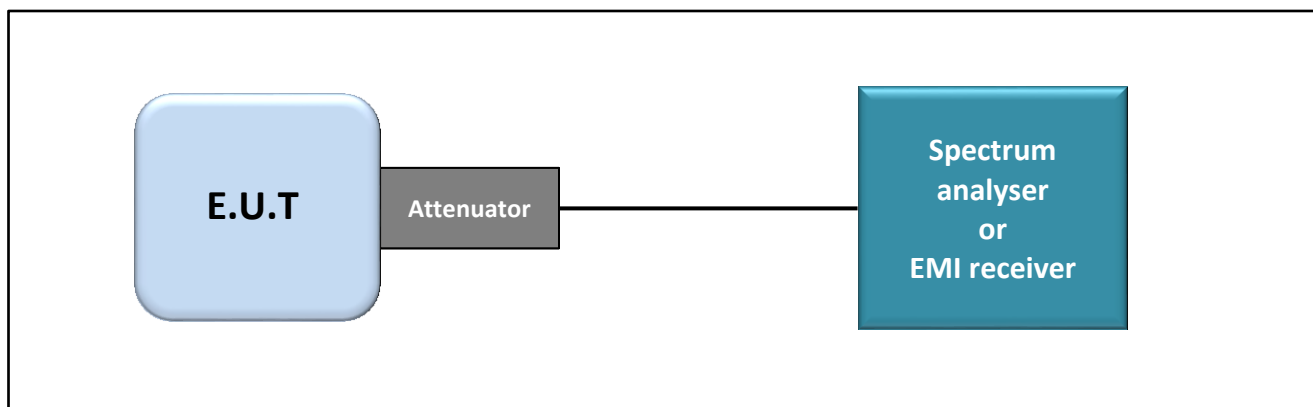 E.U.T
Attenuator
Spectrum
analyser
or
EMI receiver